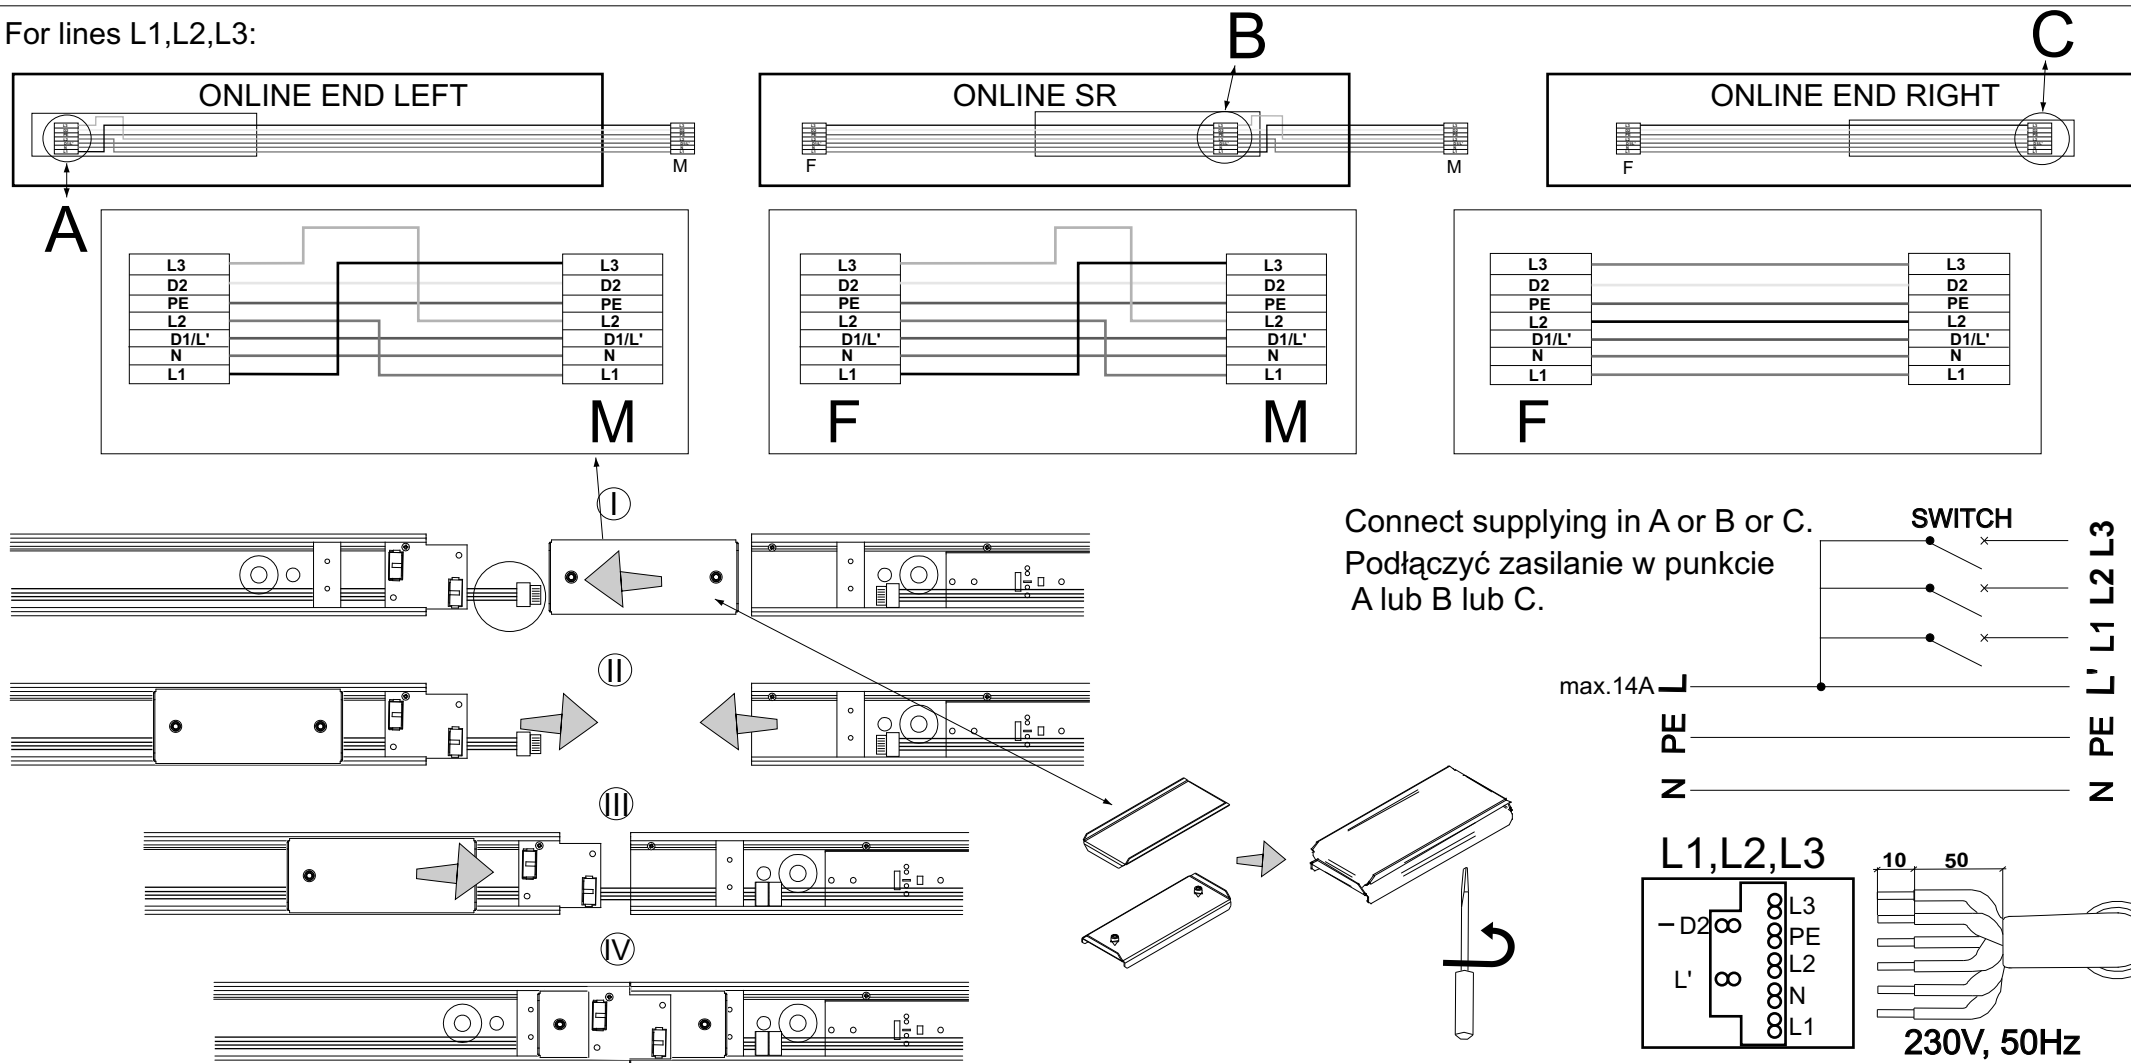 For lines L1,L2,L3:
B
C
ONLINE END LEFT
ONLINE SR
ONLINE END RIGHT
M
F
M
F
A
L3
D2
PE
L2
D1/L'
N
L1
L3
D2
PE
L2
D1/L'
N
L1
M
L3
D2
PE
L2
D1/L'
N
L1
L3
D2
PE
L2
D1/L'
N
L1
F
M
L3
D2
PE
L2
D1/L'
N
L1
L3
D2
PE
L2
D1/L'
N
L1
F
I
II
III
IV
Connect supplying in A or B or C.
Podłączyć zasilanie w punkcie
A lub B lub C.
SWITCH
max.14A
N PE L
N PE L' L1 L2 L3
L1,L2,L3
– D2
L'
L3
PE
L2
N
L1
10
50
230V, 50Hz